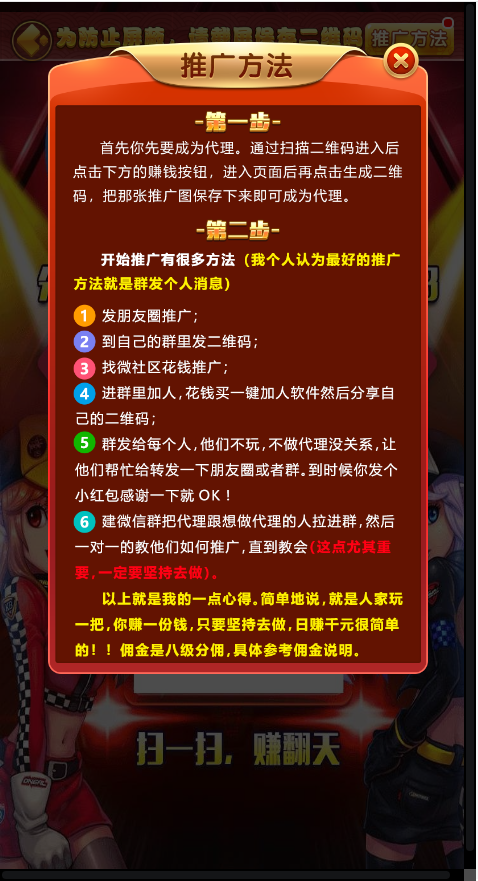 为防止屏蔽，请截屏保存二维码
推广方法
推广方法
-第一步-
首先你先要成为代理。通过扫描二维码进入后
点击下方的赚钱按钮，进入页面后再点击生成二维
码，把那张推广图保存下来即可成为代理。
-第二步-
开始推广有很多方法（我个人认为最好的推广
方法就是群发个人消息）
1 发朋友圈推广；
2 到自己的群里发二维码；
3 找微社区花钱推广；
4 进群里加人，花钱买一键加人软件然后分享自
己的二维码；
5 群发给每个人，他们不玩，不做代理没关系，让
他们帮忙给转发一下朋友圈或者群。到时候你发个
小红包感谢一下就 OK！
6 建微信群把代理跟想做代理的人拉进群，然后
一对一的教他们如何推广，直到教会（这点尤其重
要，一定要坚持去做）。
以上就是我的一点心得。简单地说，就是人家玩
一把，你赚一份钱，只要坚持去做，日赚千元很简单
的！！佣金是八级分佣，具体参考佣金说明。
扫一扫，赚翻天